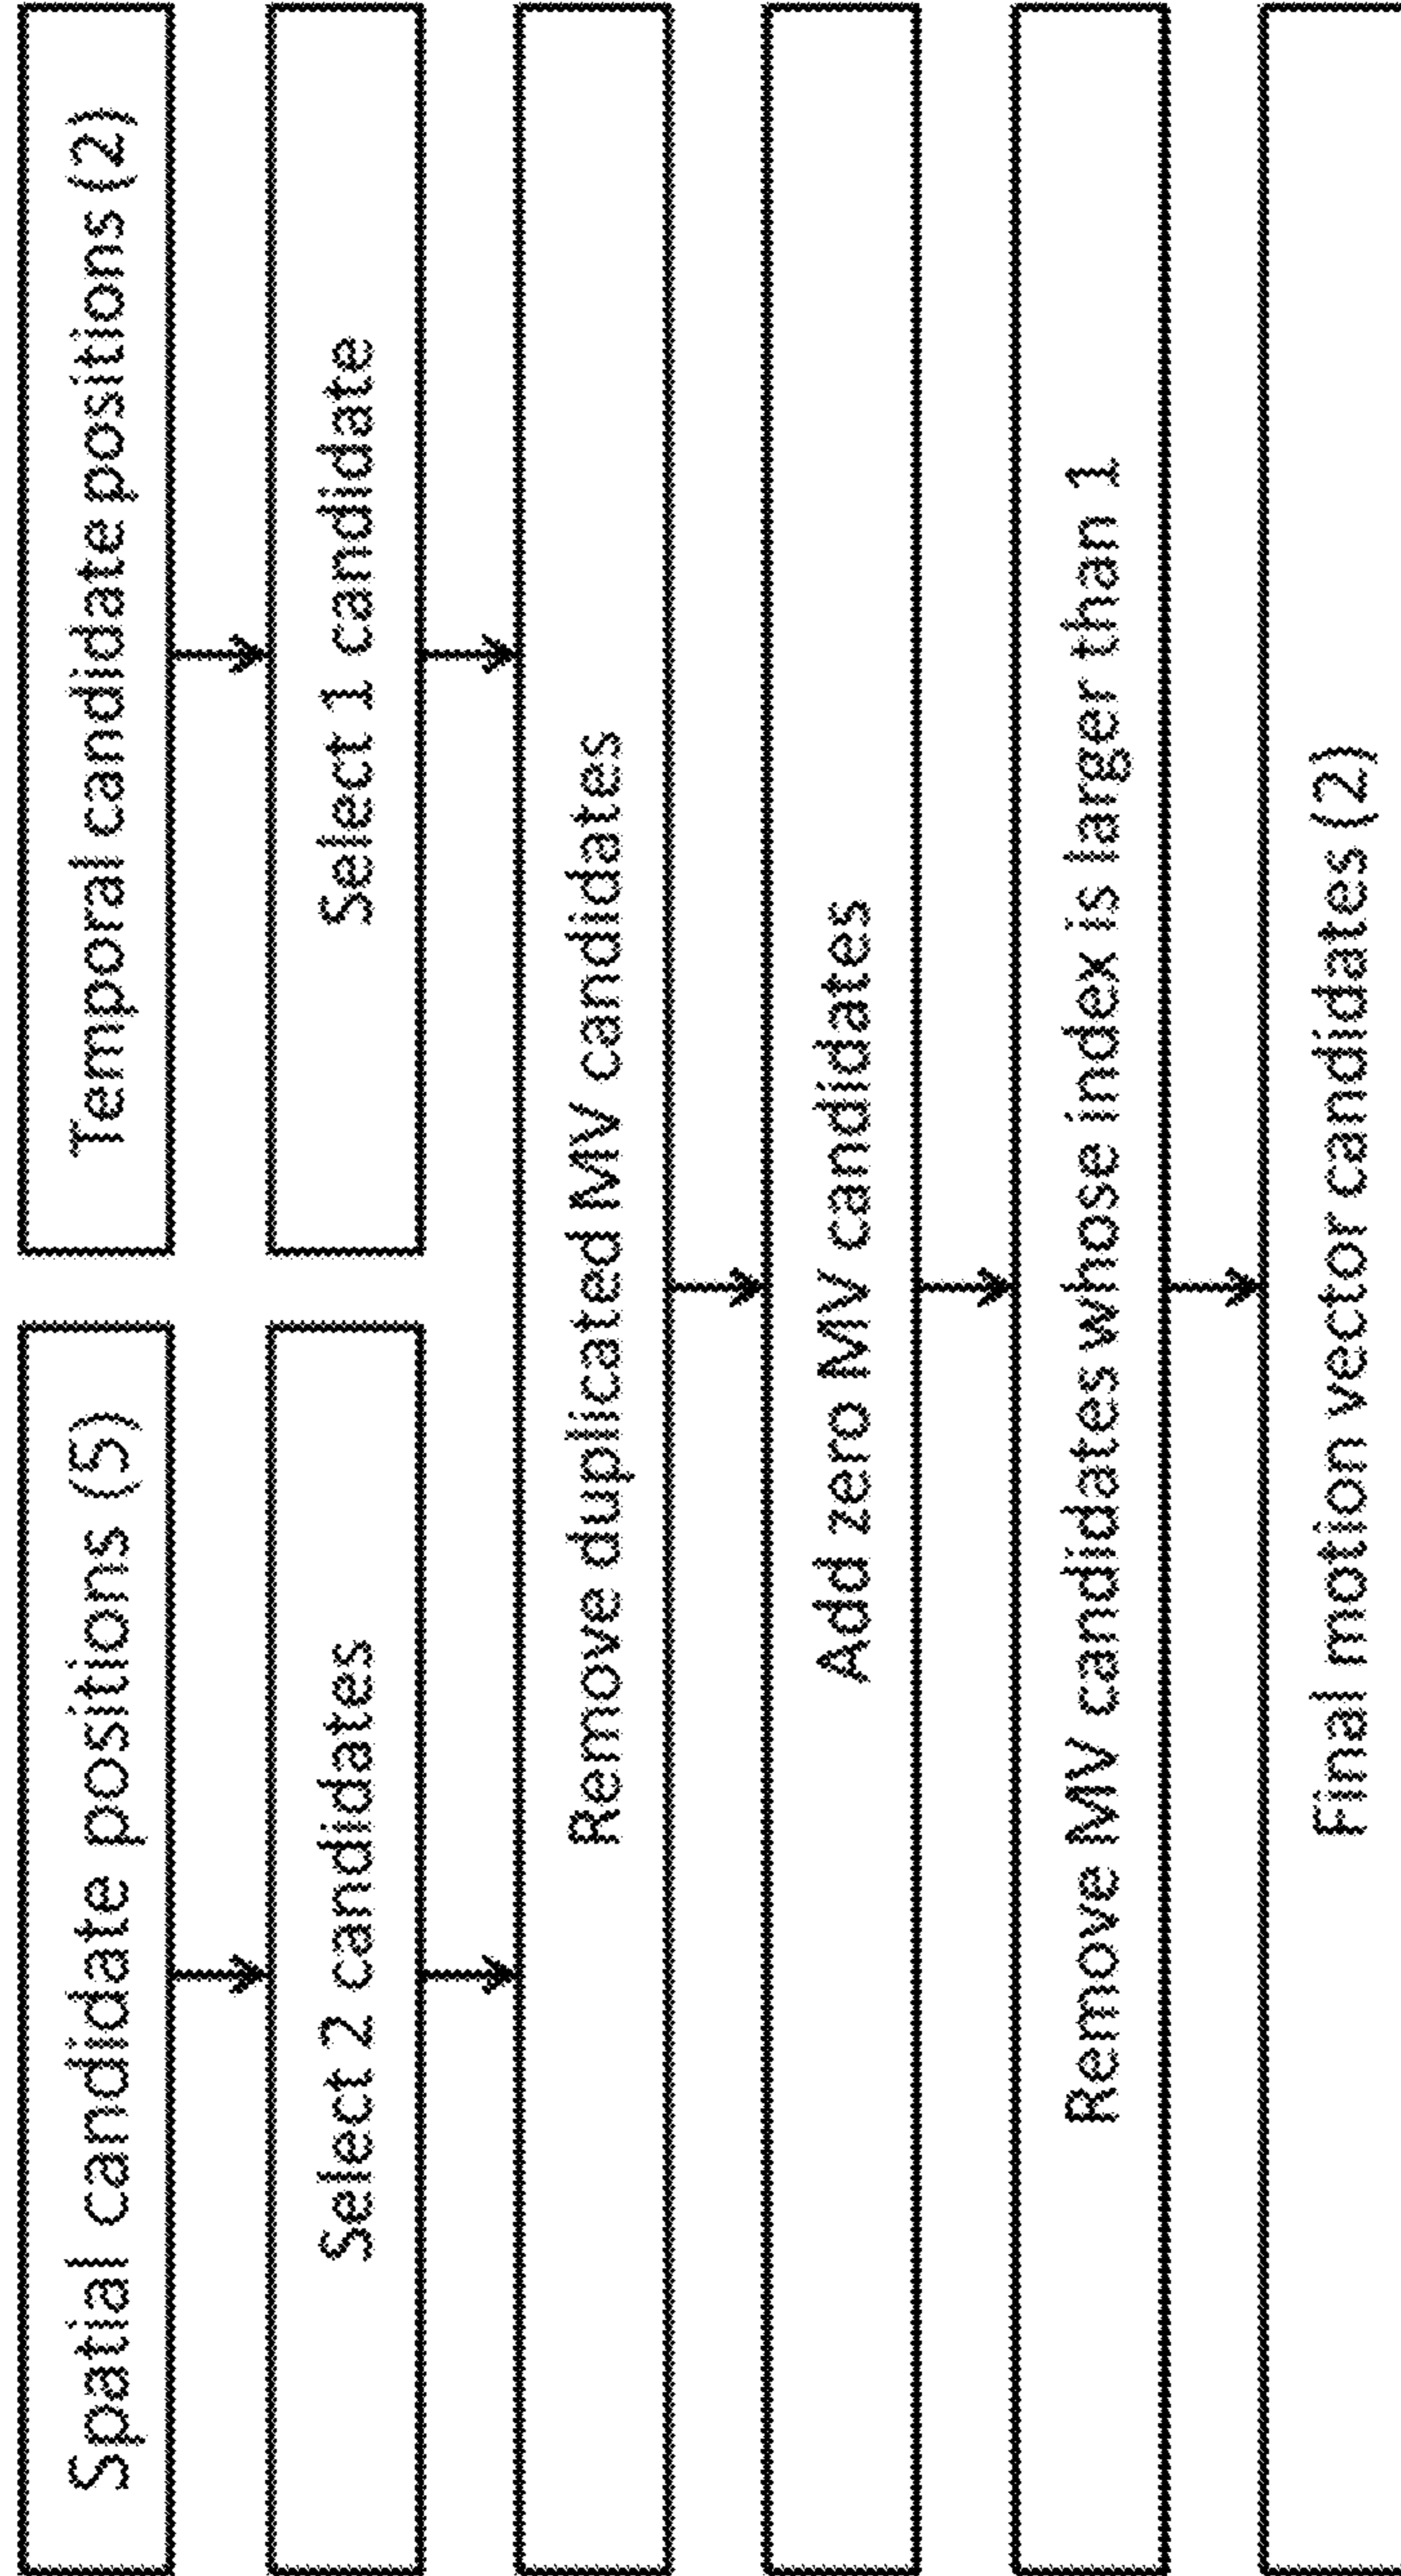 Spatial candidate positions (5)
Temporal candidate positions (2)
Select 2 candidates
Select 1 candidate
Remove duplicated MV candidates
Add zero MV candidates
Remove MV candidates whose index is larger than 1
Final motion vector candidates (2)